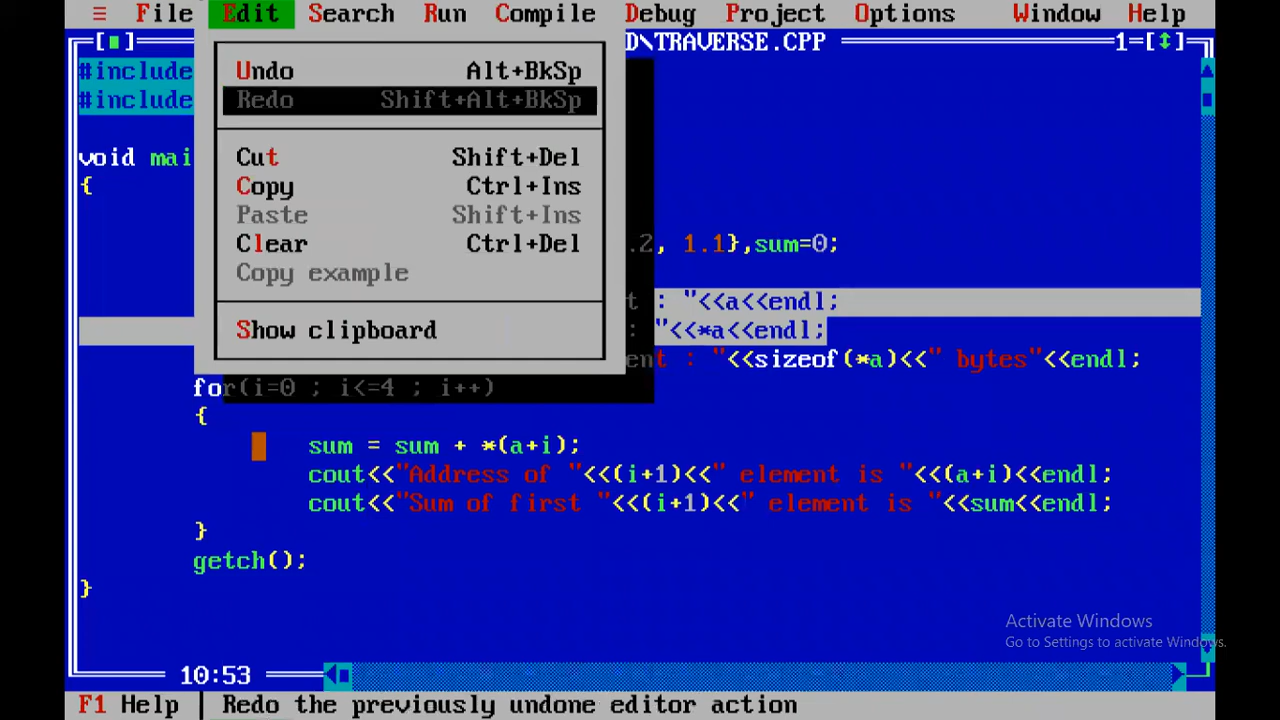 ≡ File Edit Search Run Compile Debug Project Options Window Help
[■] D\TRAVERSE.CPP 1=[↕]
#include
Undo Alt+BkSp
#include
Redo Shift+Alt+BkSp
void mai
Cut Shift+Del
{
Copy Ctrl+Ins
Paste Shift+Ins
Clear Ctrl+Del
.2, 1.1},sum=0;
Copy example
t : "<<a<<endl;
Show clipboard
: "<<*a<<endl;
ent : "<<sizeof(*a)<<" bytes"<<endl;
for(i=0 ; i<=4 ; i++)
{
sum = sum + *(a+i);
cout<<"Address of "<<(i+1)<<" element is "<<(a+i)<<endl;
cout<<"Sum of first "<<(i+1)<<" element is "<<sum<<endl;
}
getch();
}
Activate Windows
Go to Settings to activate Windows.
10:53
F1 Help | Redo the previously undone editor action